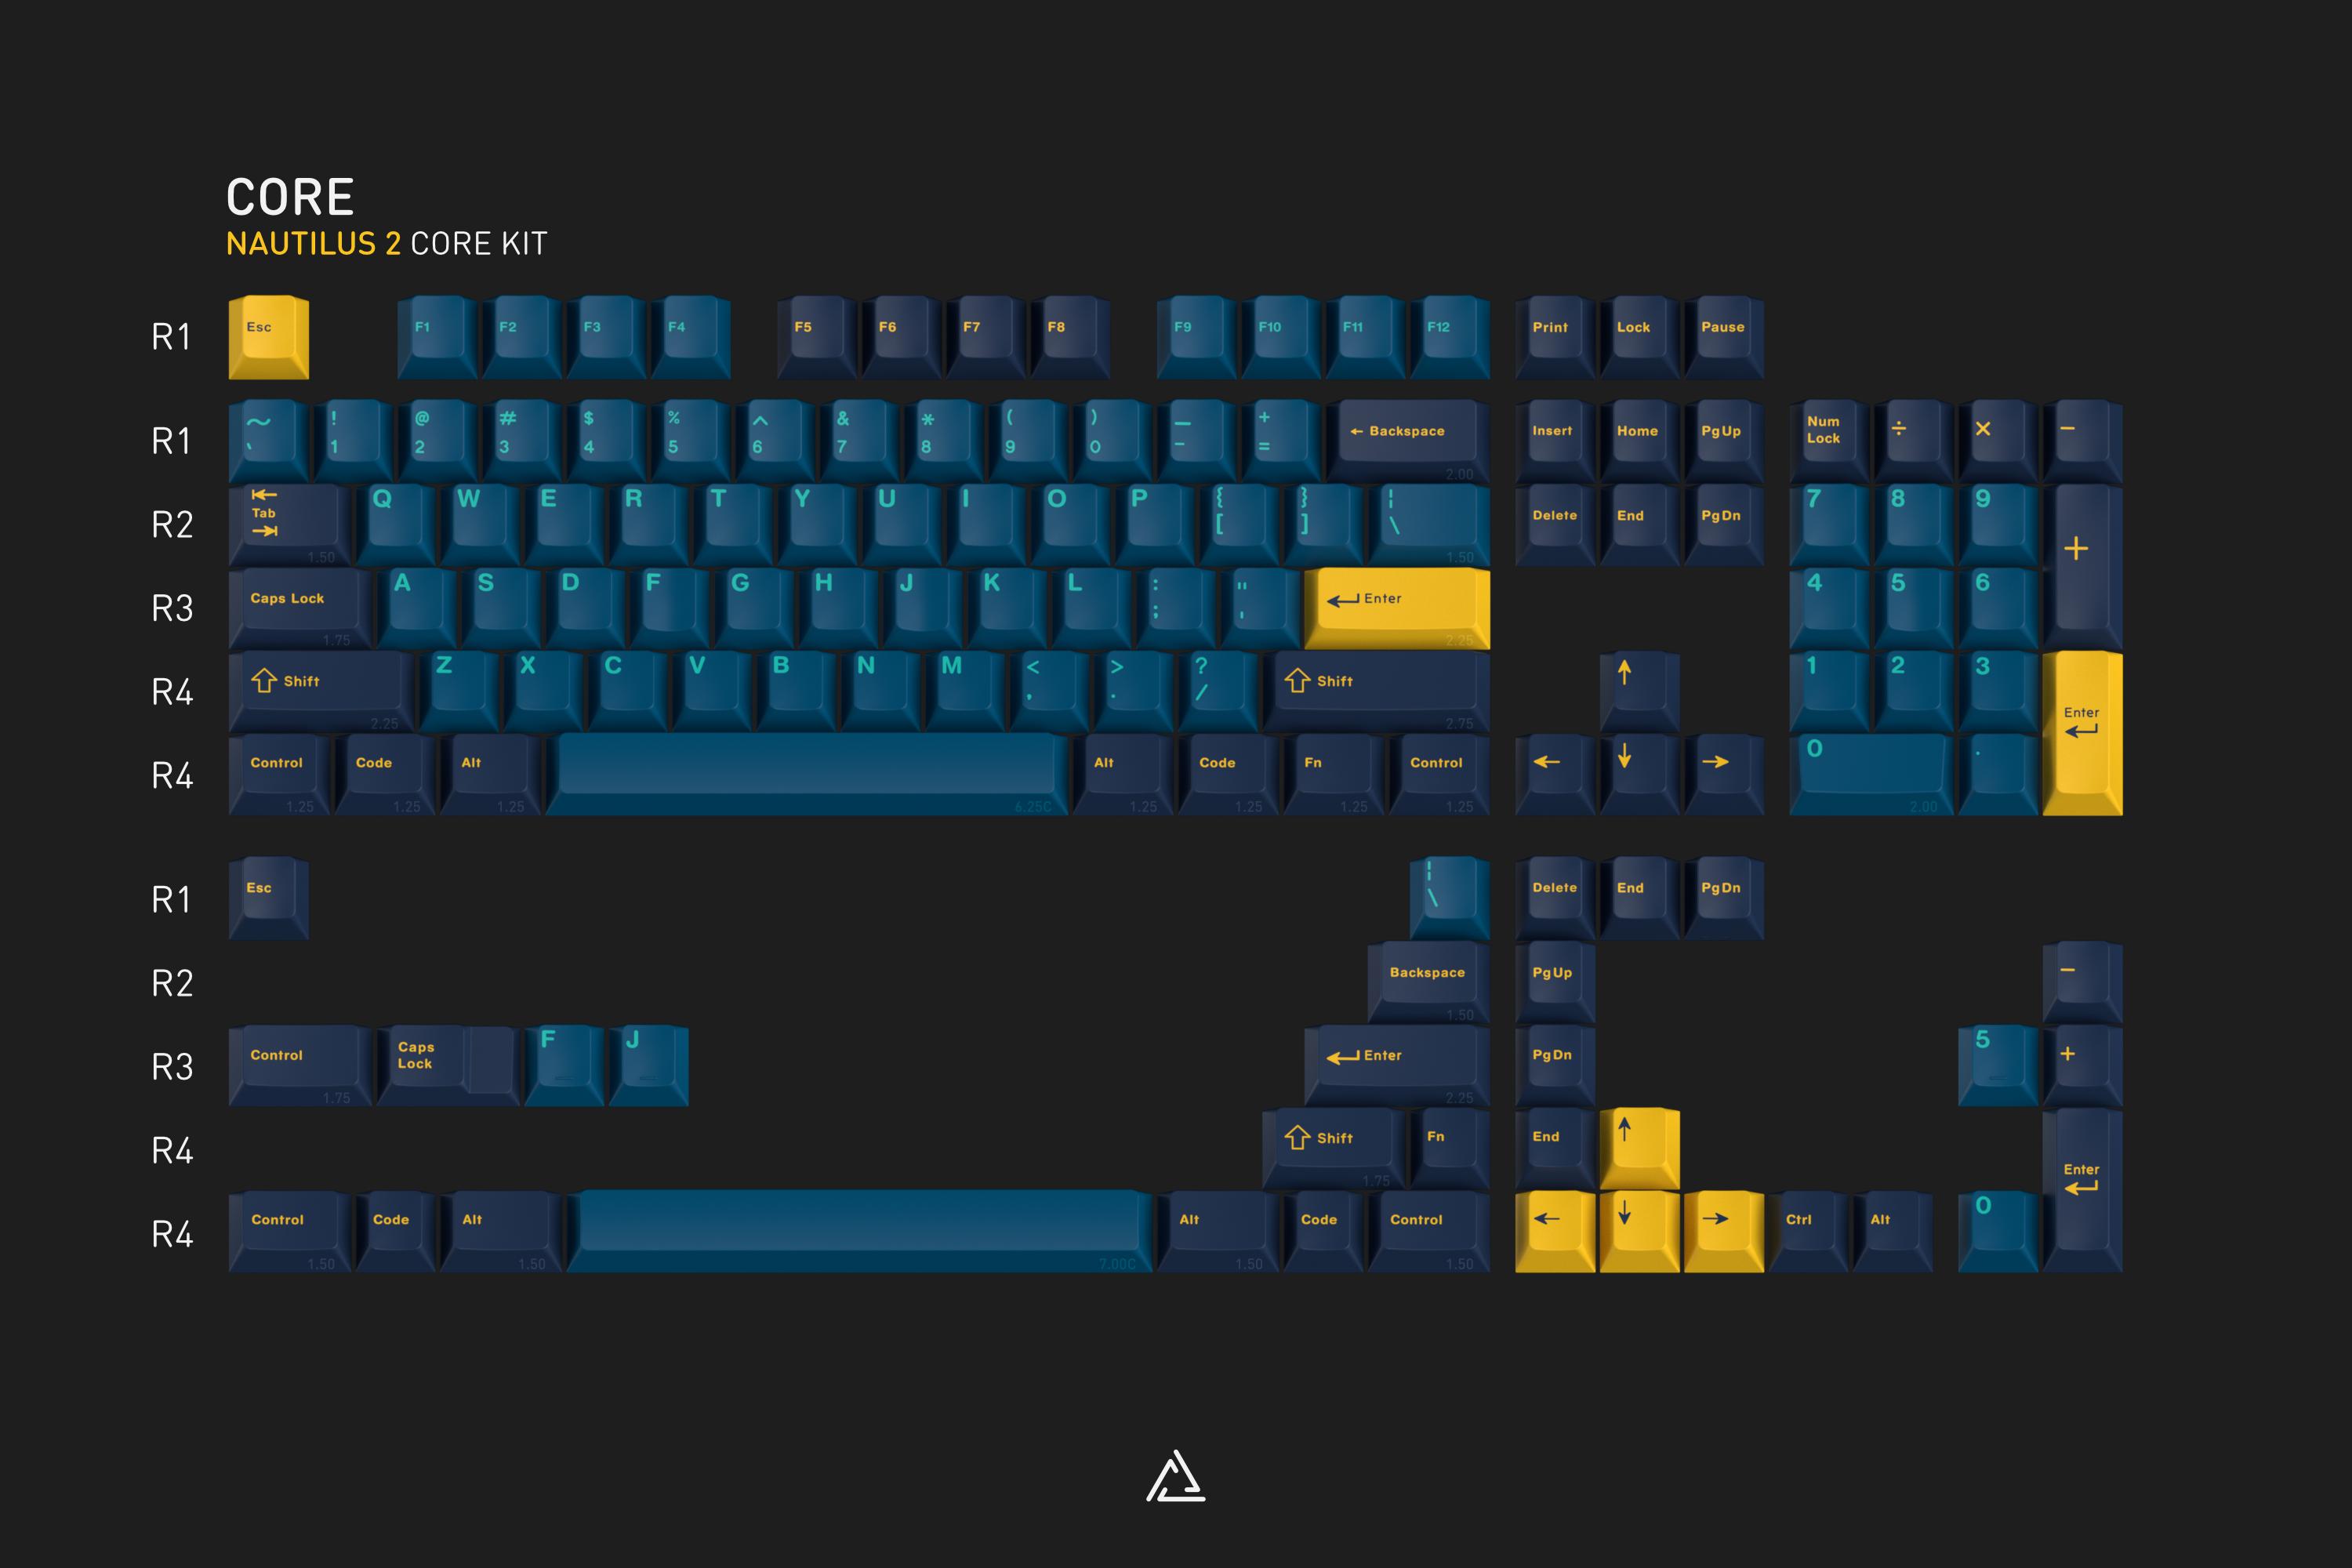 CORE
NAUTILUS 2 CORE KIT
R1 Esc F1 F2 F3 F4 F5 F6 F7 F8 F9 F10 F11 F12 Print Lock Pause
R1 ~ ` ! 1 @ 2 # 3 $ 4 % 5 ^ 6 & 7 * 8 ( 9 ) 0 _ - + = ← Backspace 2.00 Insert Home PgUp Num Lock ÷ × −
R2 ⇤ Tab ⇥ 1.50 Q W E R T Y U I O P { [ } ] ¦ \ 1.50 Delete End PgDn 7 8 9 +
R3 Caps Lock 1.75 A S D F G H J K L : ; " ' ↵ Enter 2.25 4 5 6
R4 ⇧ Shift 2.25 Z X C V B N M < , > . ? / ⇧ Shift 2.75 ↑ 1 2 3 Enter ↵
R4 Control 1.25 Code 1.25 Alt 1.25 6.25C Alt 1.25 Code 1.25 Fn 1.25 Control 1.25 ← ↓ → 0 2.00 .
R1 Esc ¦ \ Delete End PgDn
R2 Backspace 1.50 PgUp −
R3 Control 1.75 Caps Lock F J ↵ Enter 2.25 PgDn 5 +
R4 ⇧ Shift 1.75 Fn End ↑ Enter ↵
R4 Control 1.50 Code Alt 1.50 7.00C Alt 1.50 Code Control 1.50 ← ↓ → Ctrl Alt 0